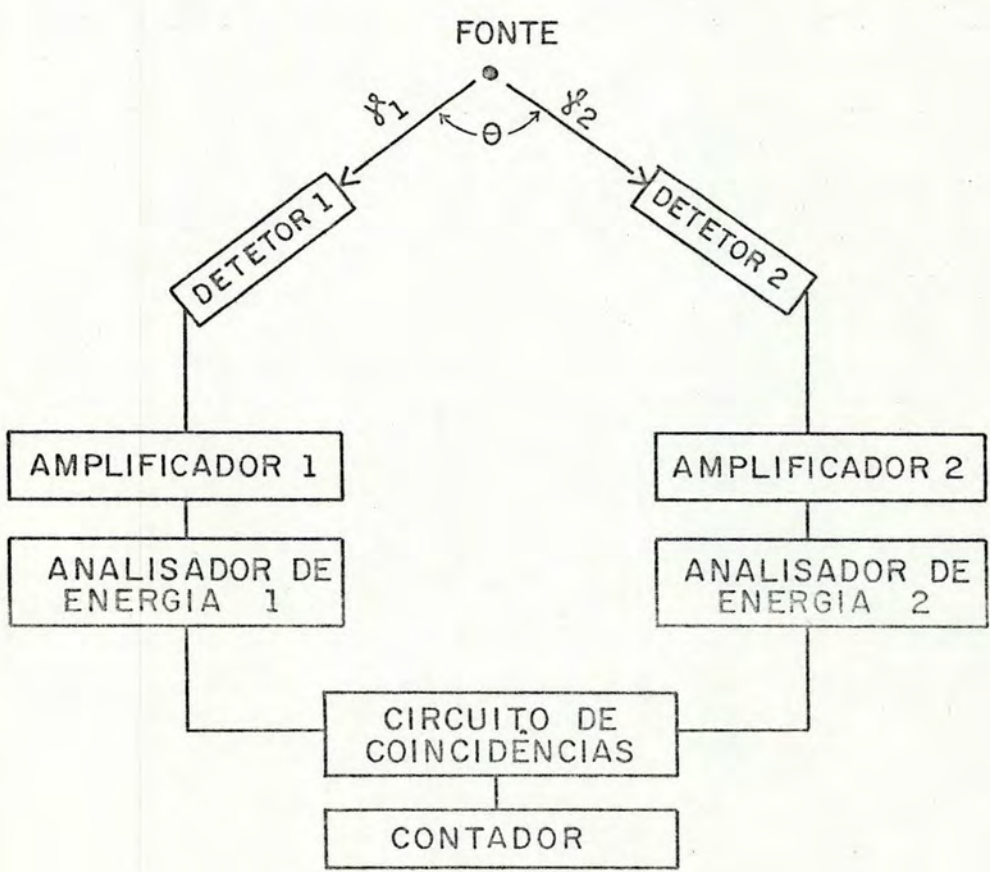 FONTE
γ1
θ
γ2
DETETOR 1
DETETOR 2
AMPLIFICADOR 1
AMPLIFICADOR 2
ANALISADOR DE
ENERGIA 1
ANALISADOR DE
ENERGIA 2
CIRCUITO DE
COINCIDÊNCIAS
CONTADOR